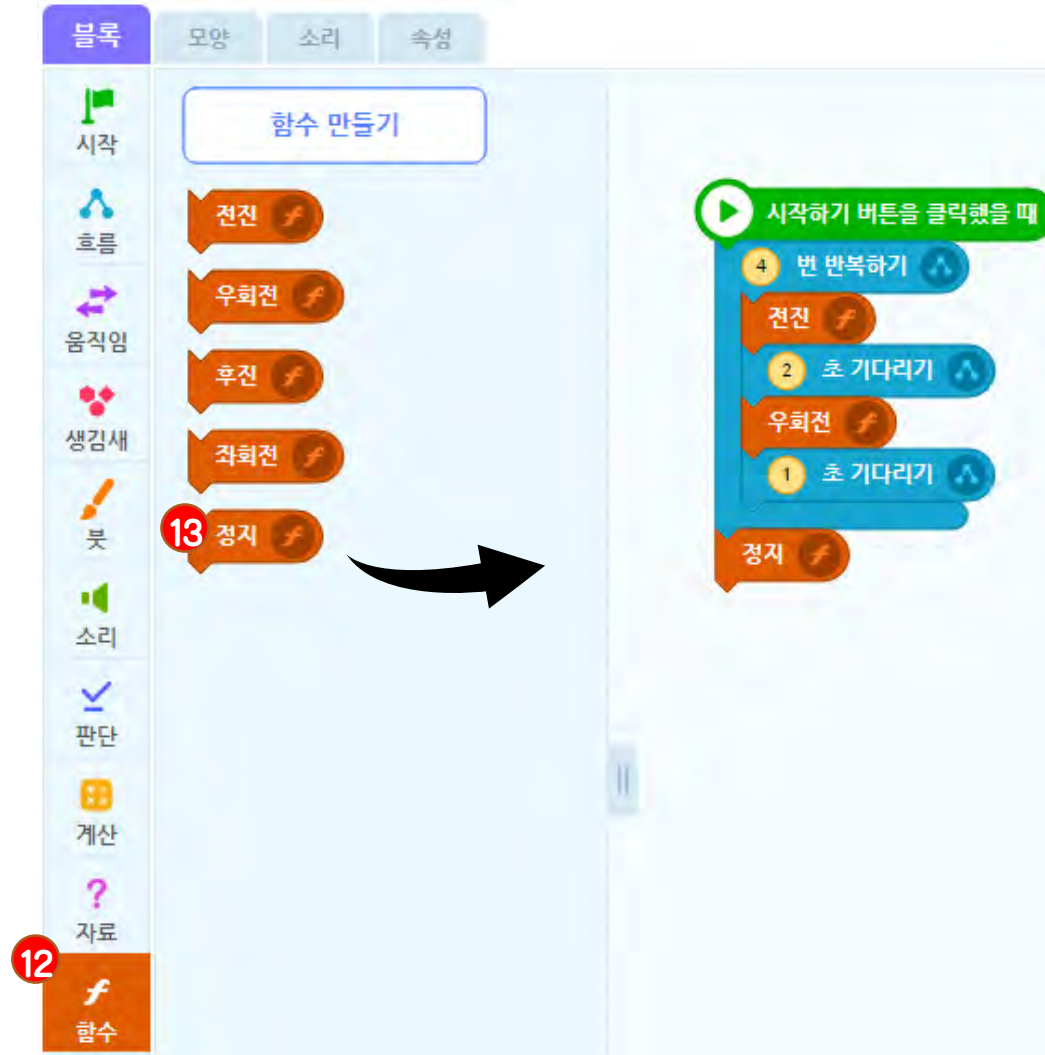 블록
모양
소리
속성
시작
흐름
움직임
생김새
붓
소리
판단
계산
?
자료
12
f
함수
함수 만들기
전진 f
우회전 f
후진 f
좌회전 f
13 정지 f
시작하기 버튼을 클릭했을 때
4 번 반복하기
전진 f
2 초 기다리기
우회전 f
1 초 기다리기
정지 f